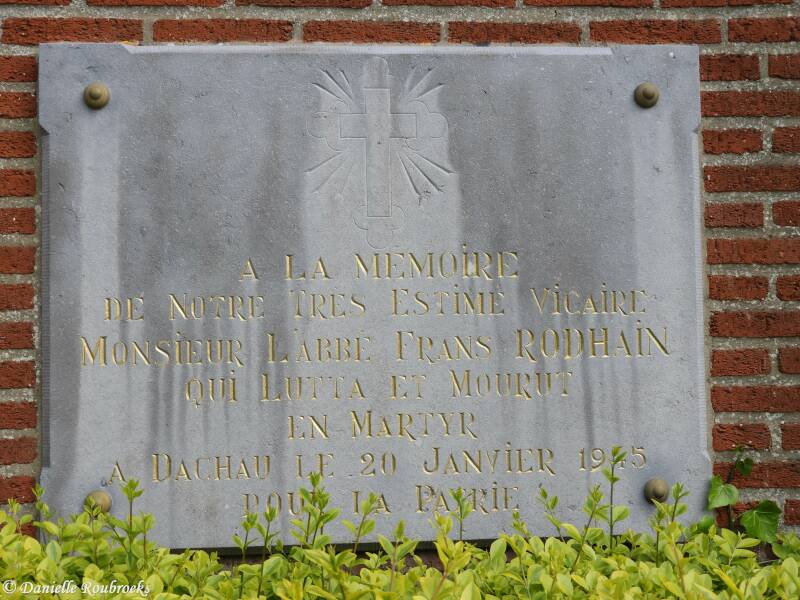 A LA MEMOIRE
DE NOTRE TRES ESTIME VICAIRE
MONSIEUR L'ABBE FRANS RODHAIN
QUI LUTTA ET MOURUT
EN MARTYR
A DACHAU LE 20 JANVIER 1945
POUR LA PATRIE
© Danielle Roubroeks